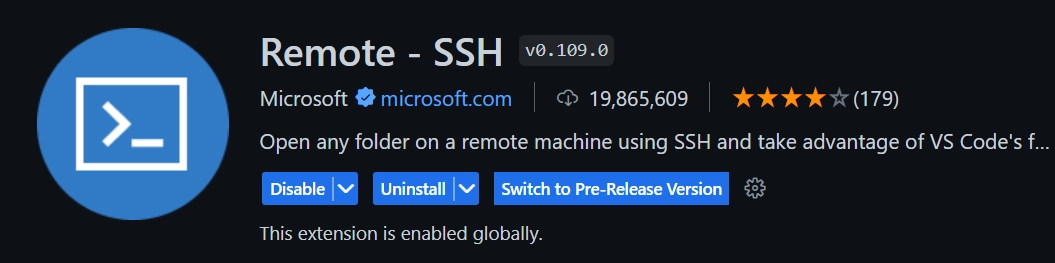 Remote - SSH v0.109.0
Microsoft microsoft.com 19,865,609 (179)
Open any folder on a remote machine using SSH and take advantage of VS Code's f...
Disable Uninstall Switch to Pre-Release Version
This extension is enabled globally.